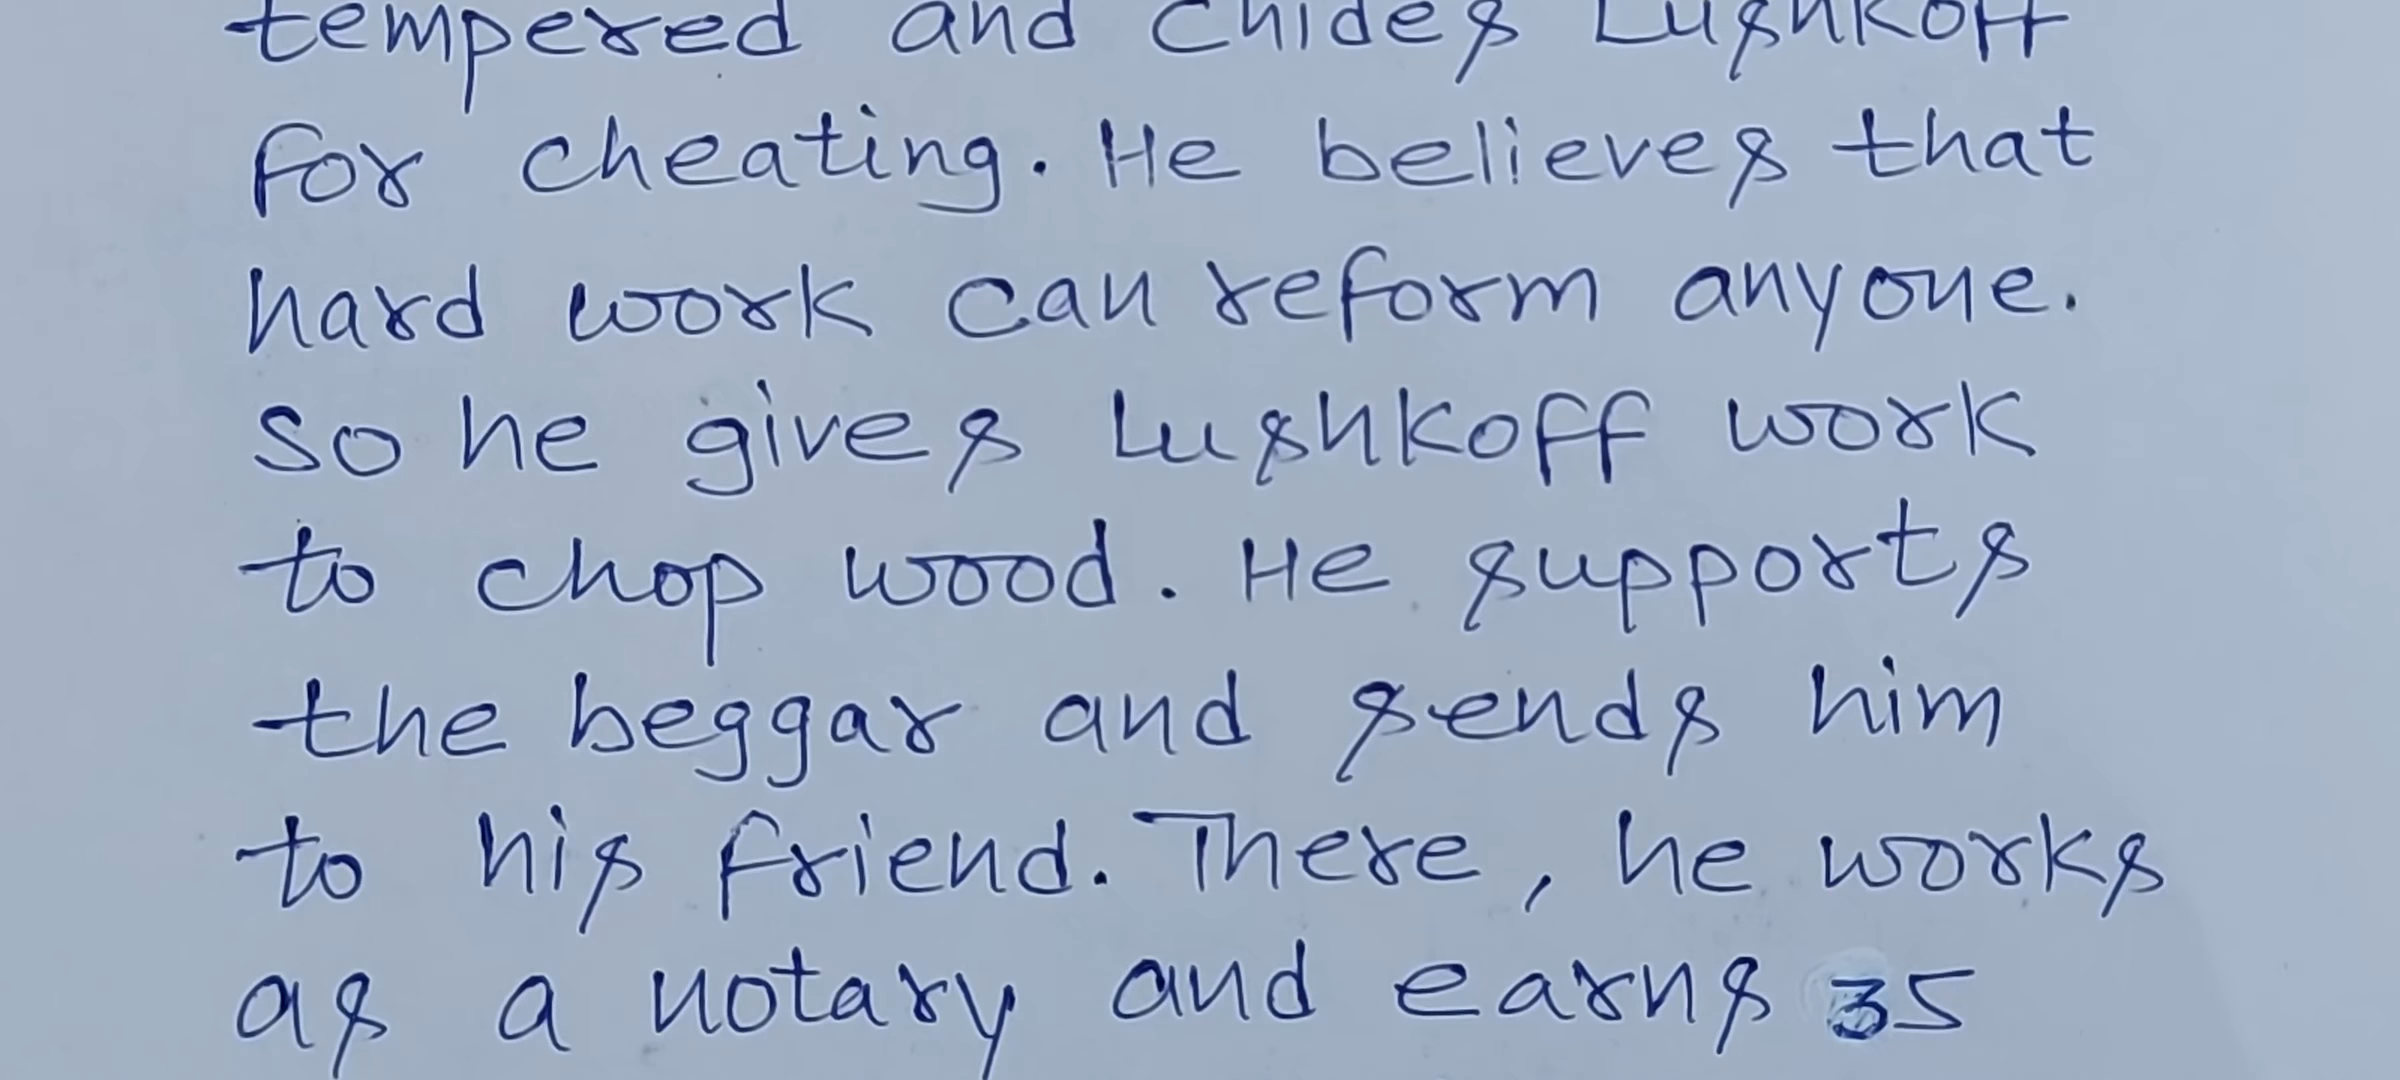 tempered and chides Lushkoff
for cheating. He believes that
hard work can reform anyone.
So he gives Lushkoff work
to chop wood. He supports
the beggar and sends him
to his friend. There, he works
as a notary and earns 35